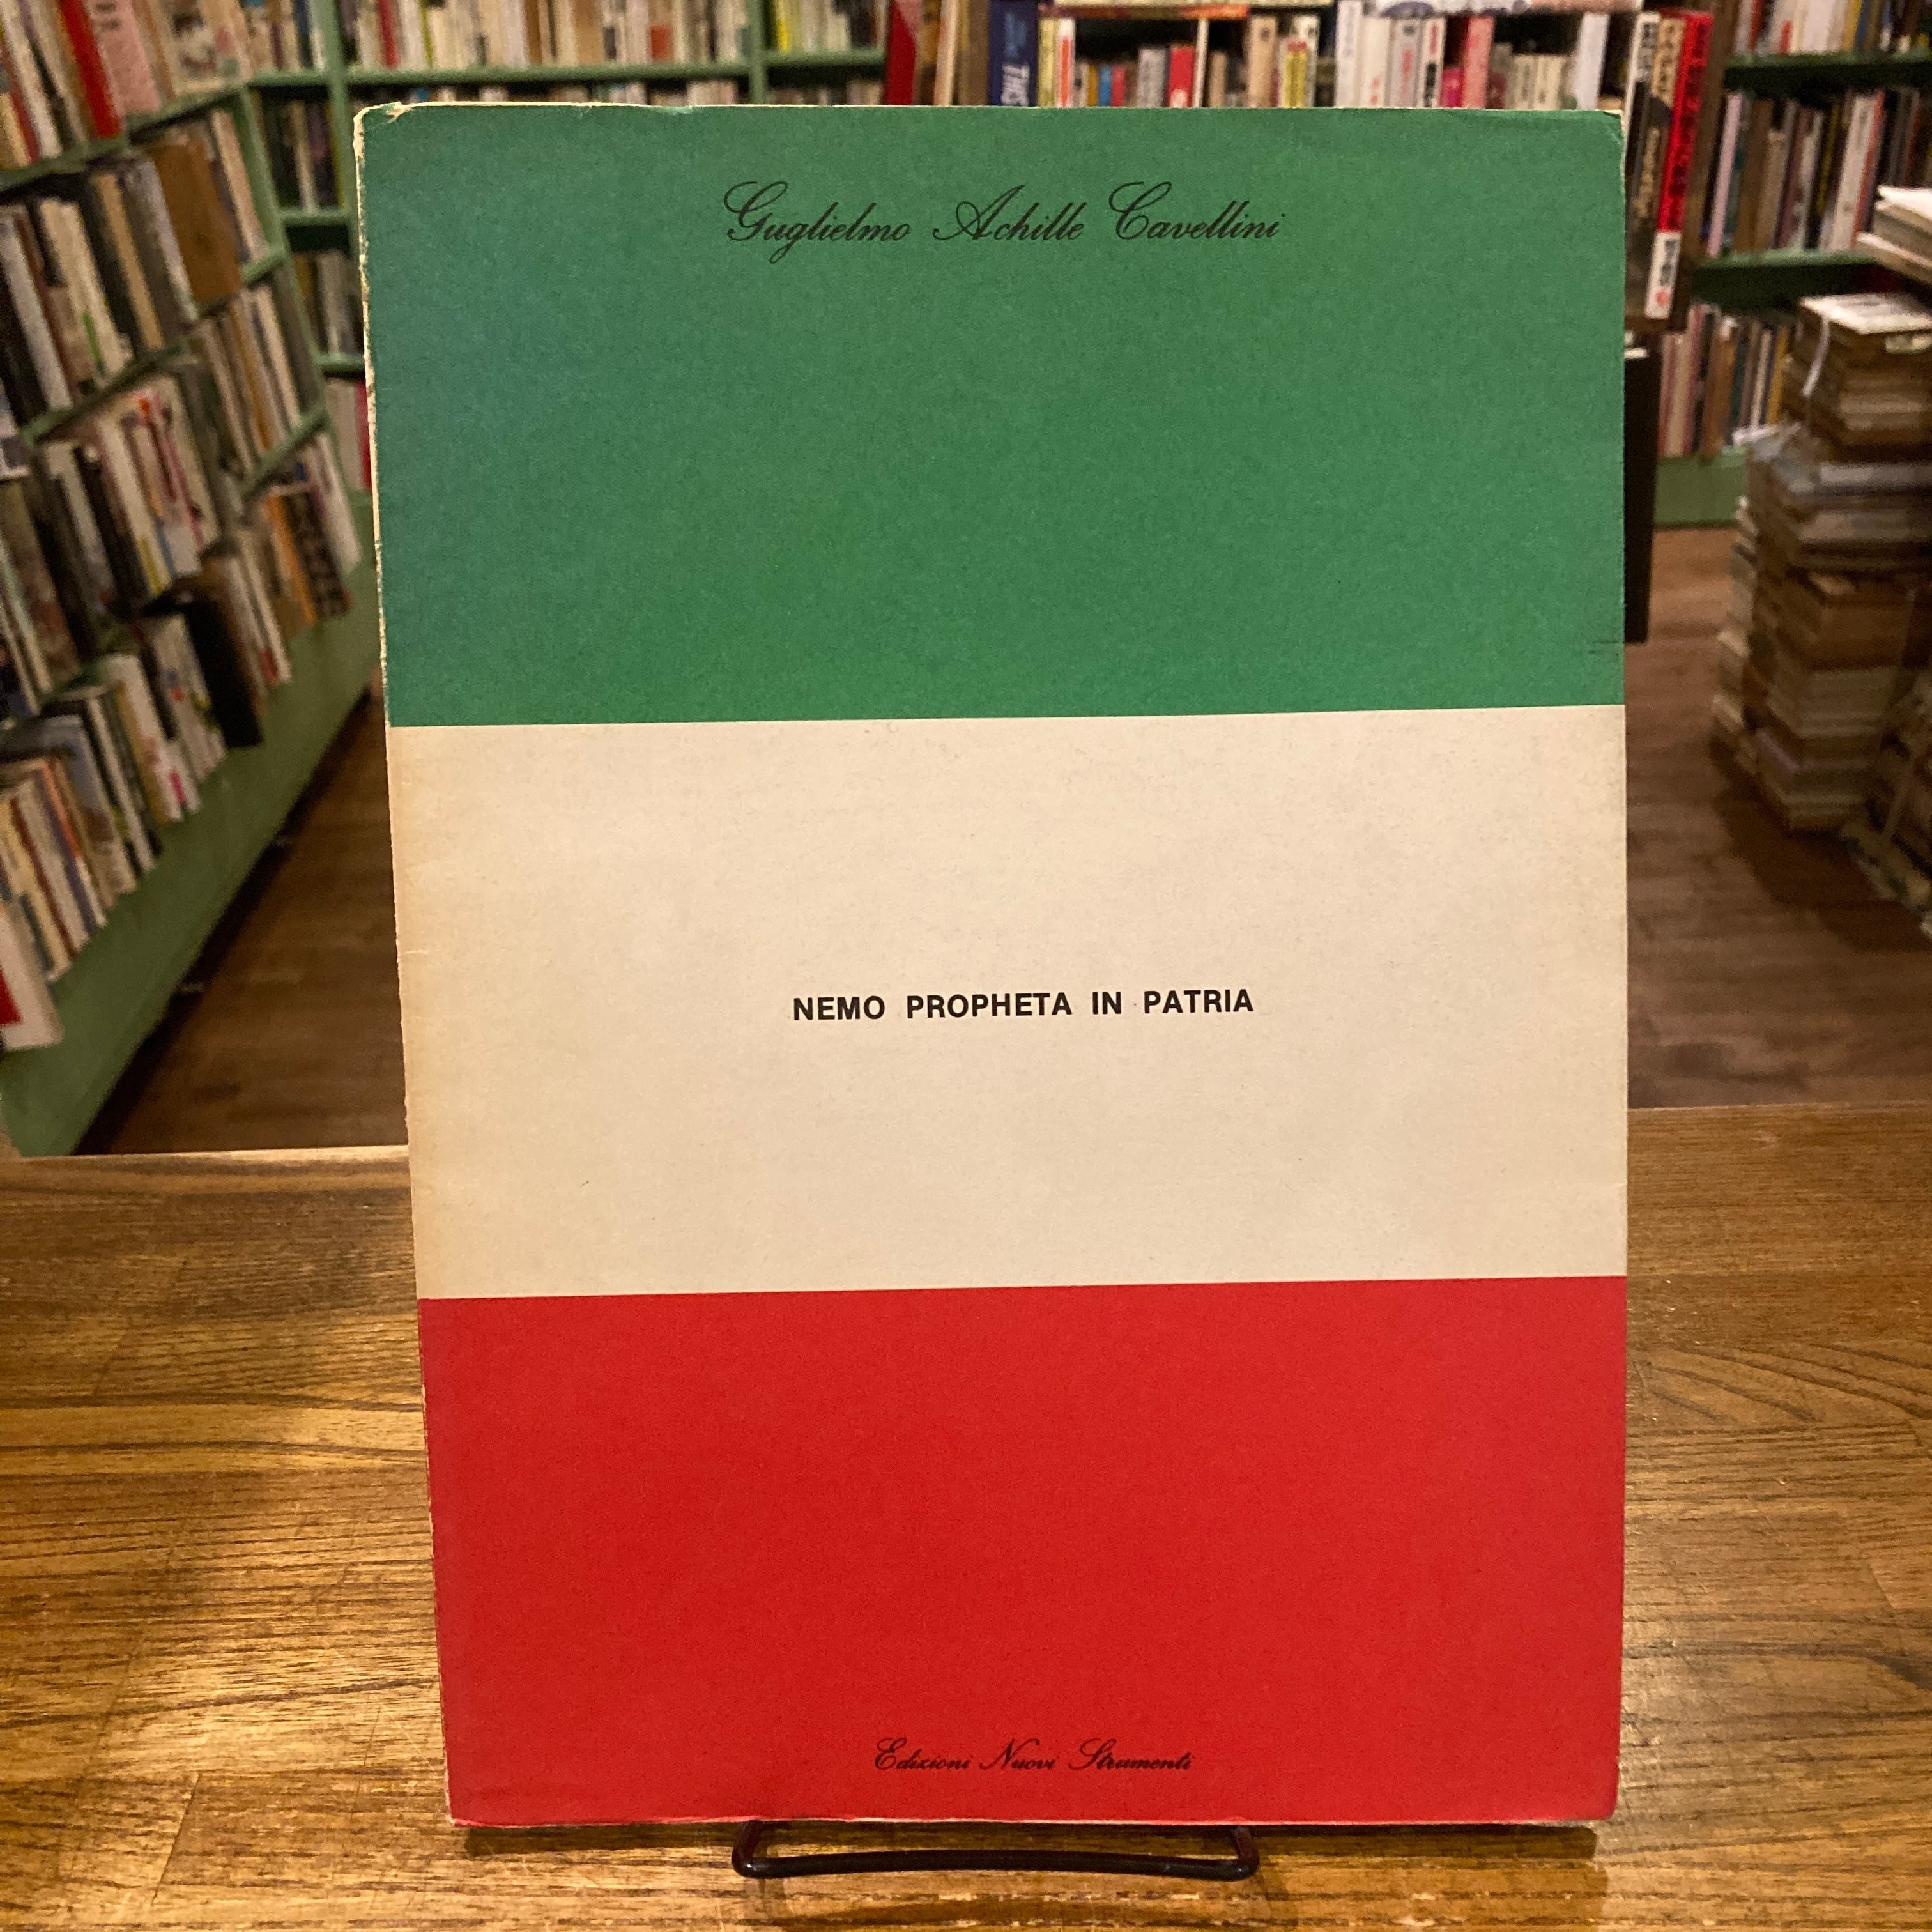 Guglielmo Achille Cavellini
NEMO PROPHETA IN PATRIA
Edizioni Nuovi Strumenti